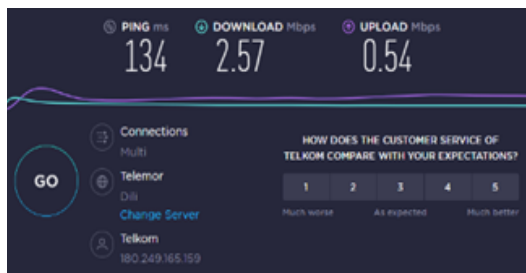 PING ms DOWNLOAD Mbps UPLOAD Mbps
134 2.57 0.54
Connections
Multi
HOW DOES THE CUSTOMER SERVICE OF
TELKOM COMPARE WITH YOUR EXPECTATIONS?
GO
Telemor
Dili
Change Server
1 2 3 4 5
Much worse As expected Much better
Telkom
180.249.165.159